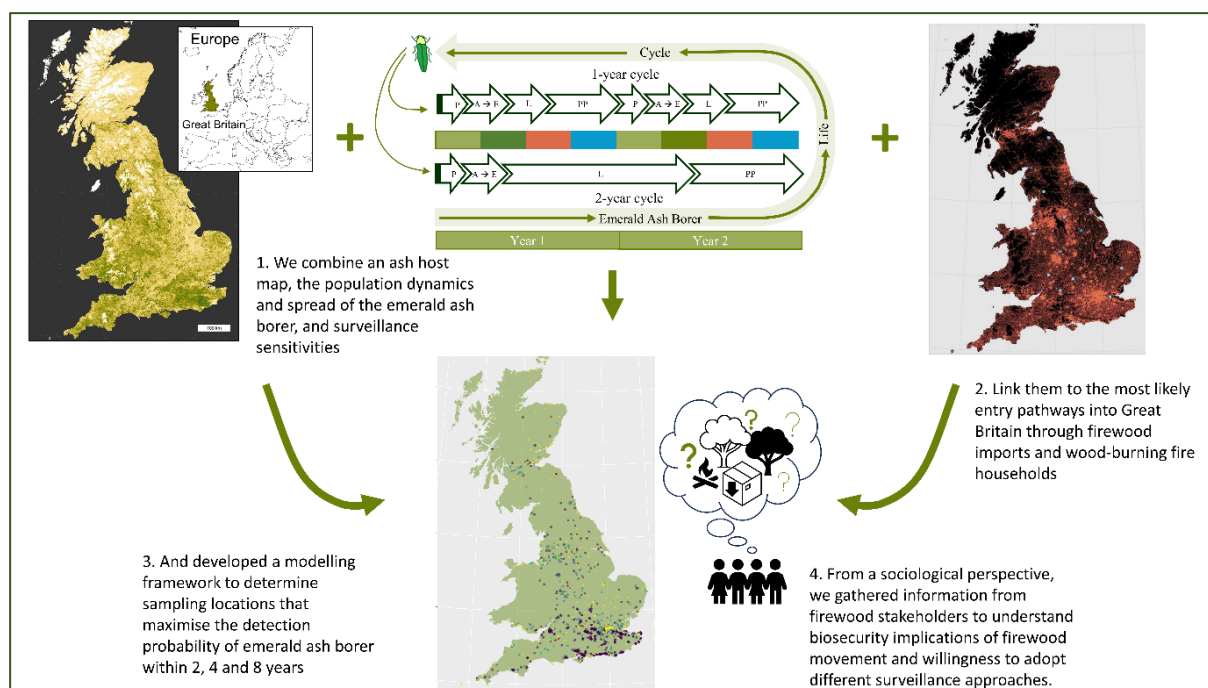 Europe
Great Britain
100 km
Cycle
1-year cycle
P A → E L PP P A → E L PP
Life
P A → E L PP
2-year cycle
Emerald Ash Borer
Year 1 Year 2
1. We combine an ash host
map, the population dynamics
and spread of the emerald ash
borer, and surveillance
sensitivities
2. Link them to the most likely
entry pathways into Great
Britain through firewood
imports and wood-burning fire
households
3. And developed a modelling
framework to determine
sampling locations that
maximise the detection
probability of emerald ash borer
within 2, 4 and 8 years
? ? ? ?
4. From a sociological perspective,
we gathered information from
firewood stakeholders to understand
biosecurity implications of firewood
movement and willingness to adopt
different surveillance approaches.